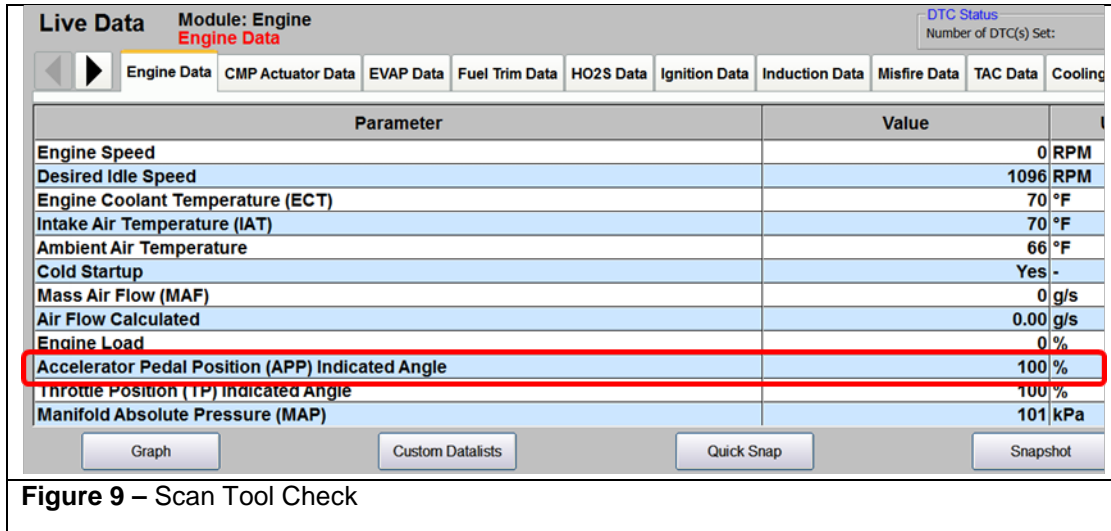 Live Data Module: Engine DTC Status
Engine Data Number of DTC(s) Set:
Engine Data CMP Actuator Data EVAP Data Fuel Trim Data HO2S Data Ignition Data Induction Data Misfire Data TAC Data Cooling
Parameter Value
Engine Speed 0 RPM
Desired Idle Speed 1096 RPM
Engine Coolant Temperature (ECT) 70 °F
Intake Air Temperature (IAT) 70 °F
Ambient Air Temperature 66 °F
Cold Startup Yes -
Mass Air Flow (MAF) 0 g/s
Air Flow Calculated 0.00 g/s
Engine Load 0 %
Accelerator Pedal Position (APP) Indicated Angle 100 %
Throttle Position (TP) Indicated Angle 100 %
Manifold Absolute Pressure (MAP) 101 kPa
Graph Custom Datalists Quick Snap Snapshot
Figure 9 – Scan Tool Check